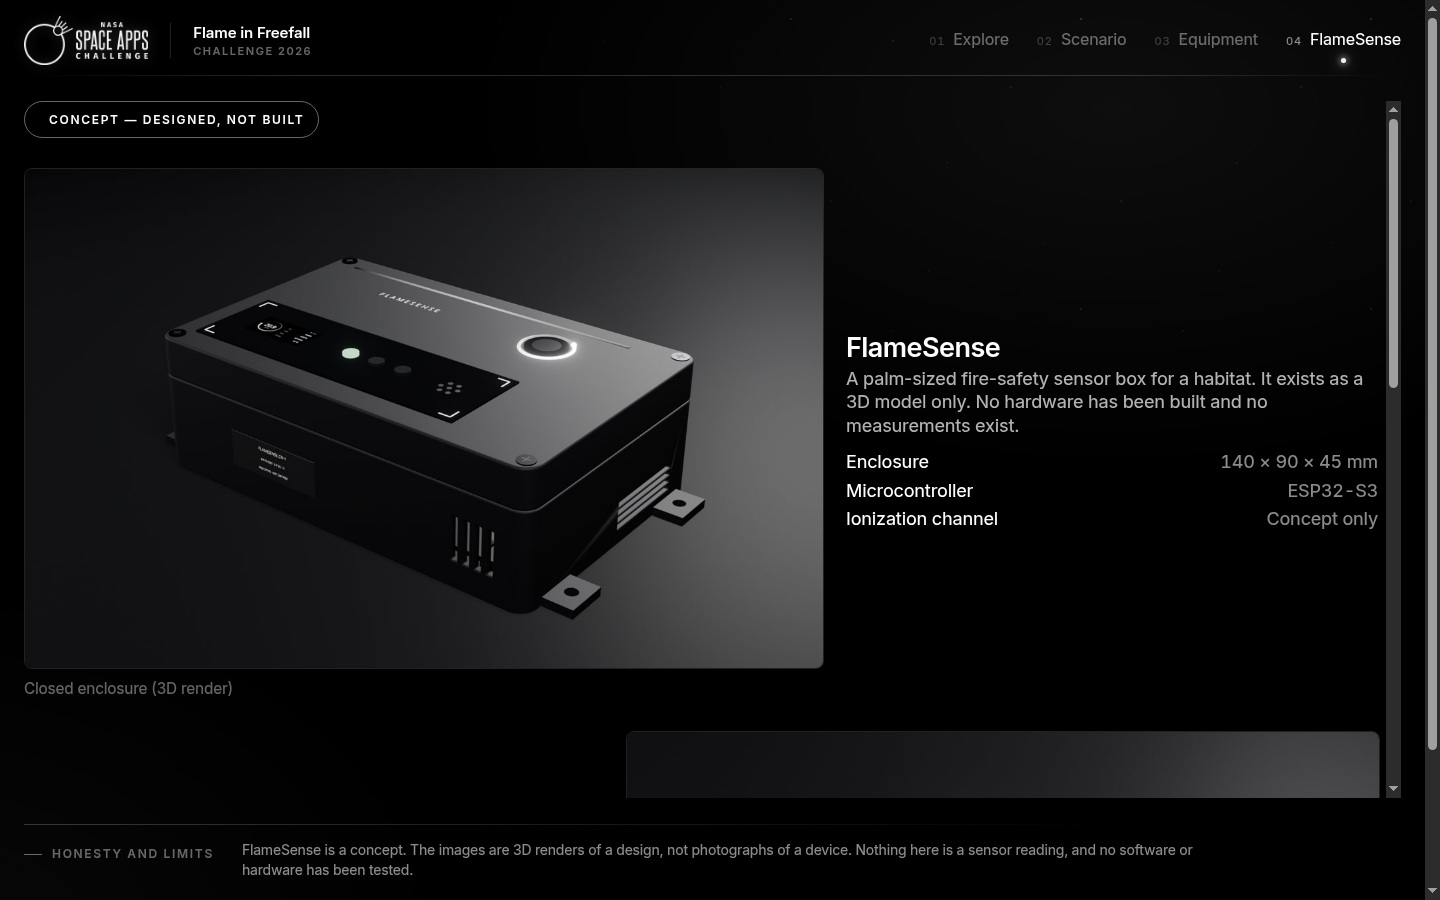 NASA
SPACE APPS
CHALLENGE
Flame in Freefall
CHALLENGE 2026
01 Explore
02 Scenario
03 Equipment
04 FlameSense
CONCEPT — DESIGNED, NOT BUILT
FLAMESENSE
FlameSense
A palm-sized fire-safety sensor box for a habitat. It exists as a
3D model only. No hardware has been built and no
measurements exist.
Enclosure 140 × 90 × 45 mm
Microcontroller ESP32-S3
Ionization channel Concept only
Closed enclosure (3D render)
HONESTY AND LIMITS
FlameSense is a concept. The images are 3D renders of a design, not photographs of a device. Nothing here is a sensor reading, and no software or
hardware has been tested.